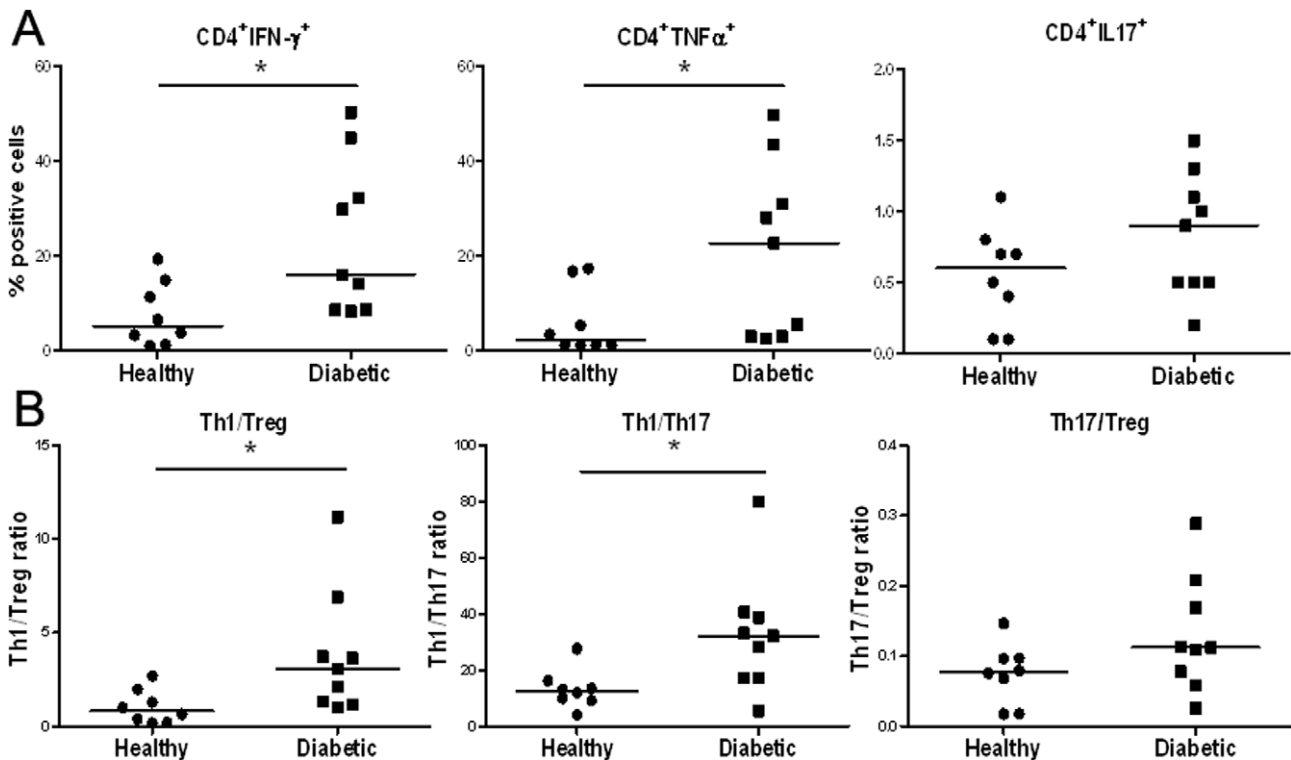 A
CD4⁺IFN-γ⁺ CD4⁺TNFα⁺ CD4⁺IL17⁺
% positive cells
60
40
20
0
*
Healthy Diabetic
60
40
20
0
*
Healthy Diabetic
2.0
1.5
1.0
0.5
0.0
Healthy Diabetic
B
Th1/Treg Th1/Th17 Th17/Treg
Th1/Treg ratio
15
10
5
0
*
Healthy Diabetic
Th1/Th17 ratio
100
80
60
40
20
0
*
Healthy Diabetic
Th17/Treg ratio
0.4
0.3
0.2
0.1
0.0
Healthy Diabetic